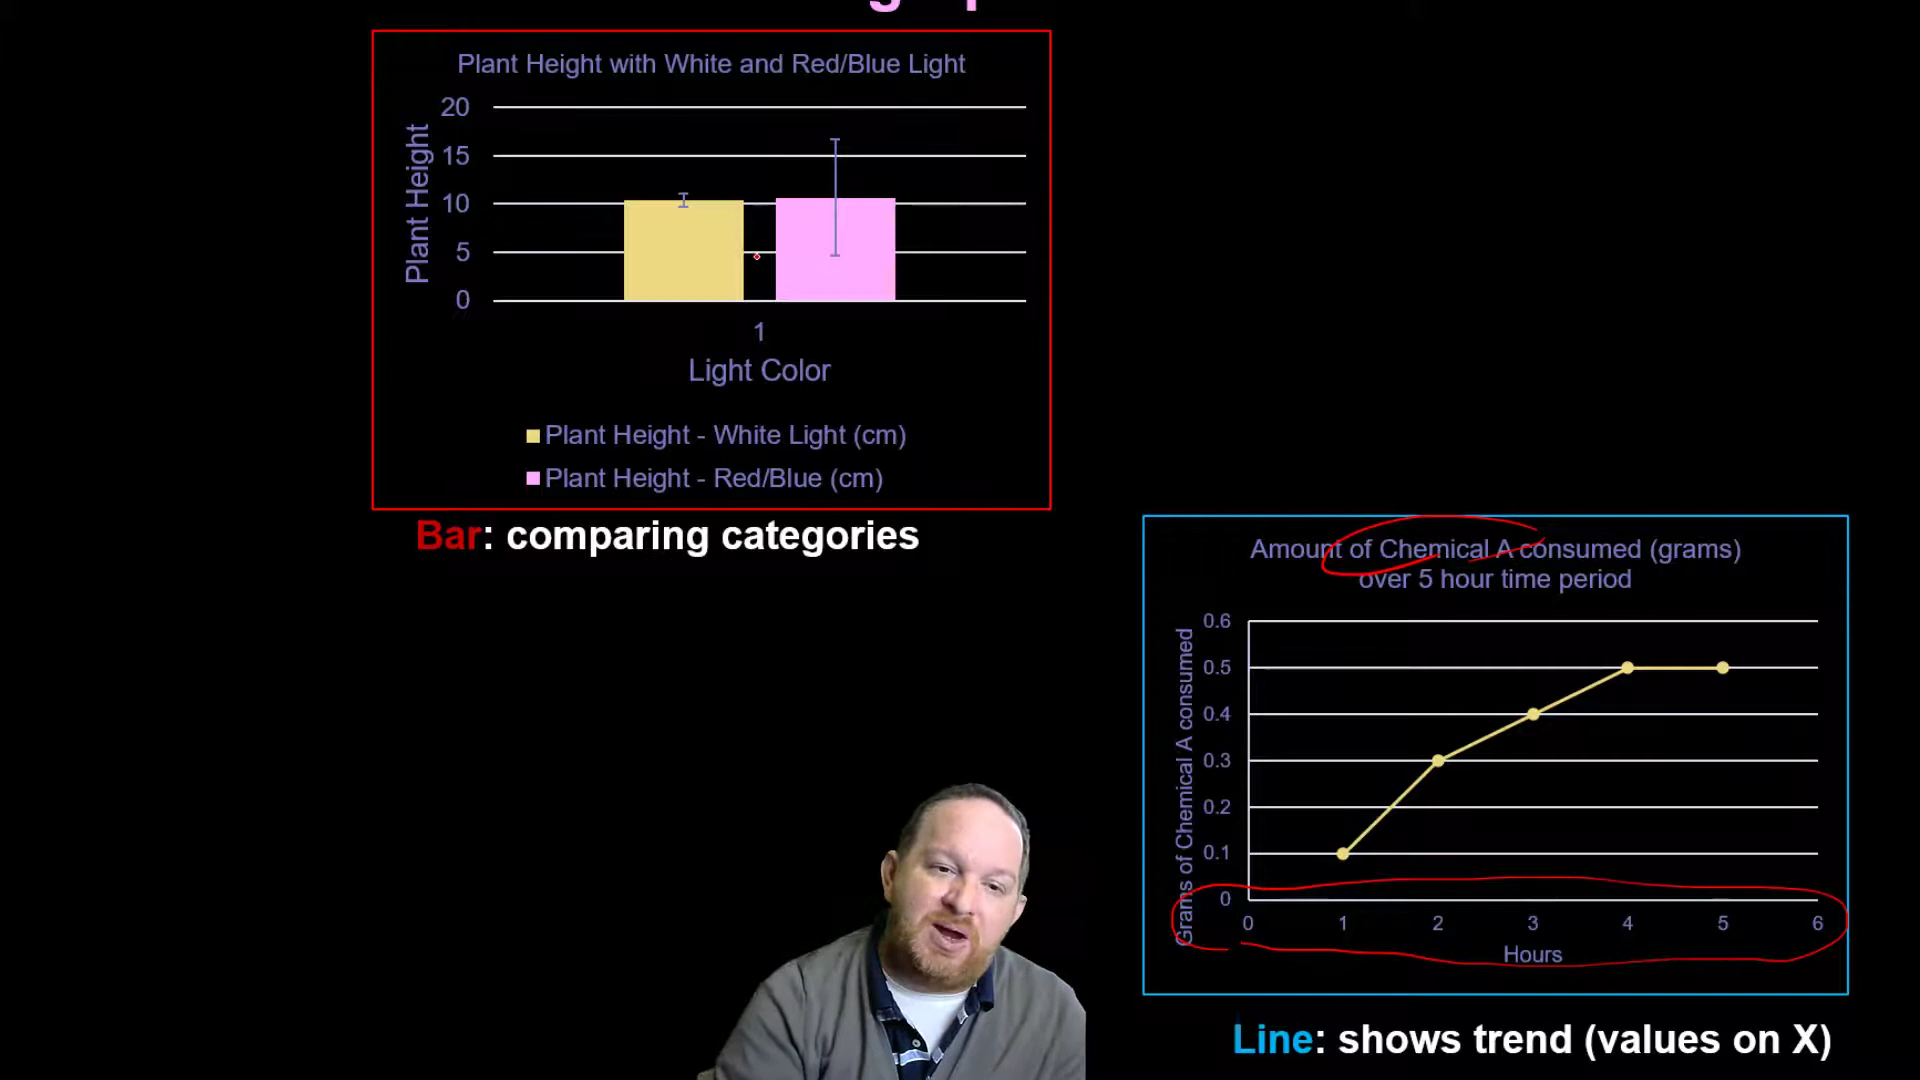 Plant Height with White and Red/Blue Light
Plant Height
20
15
10
5
0
1
Light Color
Plant Height - White Light (cm)
Plant Height - Red/Blue (cm)
Bar: comparing categories
Amount of Chemical A consumed (grams)
over 5 hour time period
Grams of Chemical A consumed
0.6
0.5
0.4
0.3
0.2
0.1
0
0 1 2 3 4 5 6
Hours
Line: shows trend (values on X)